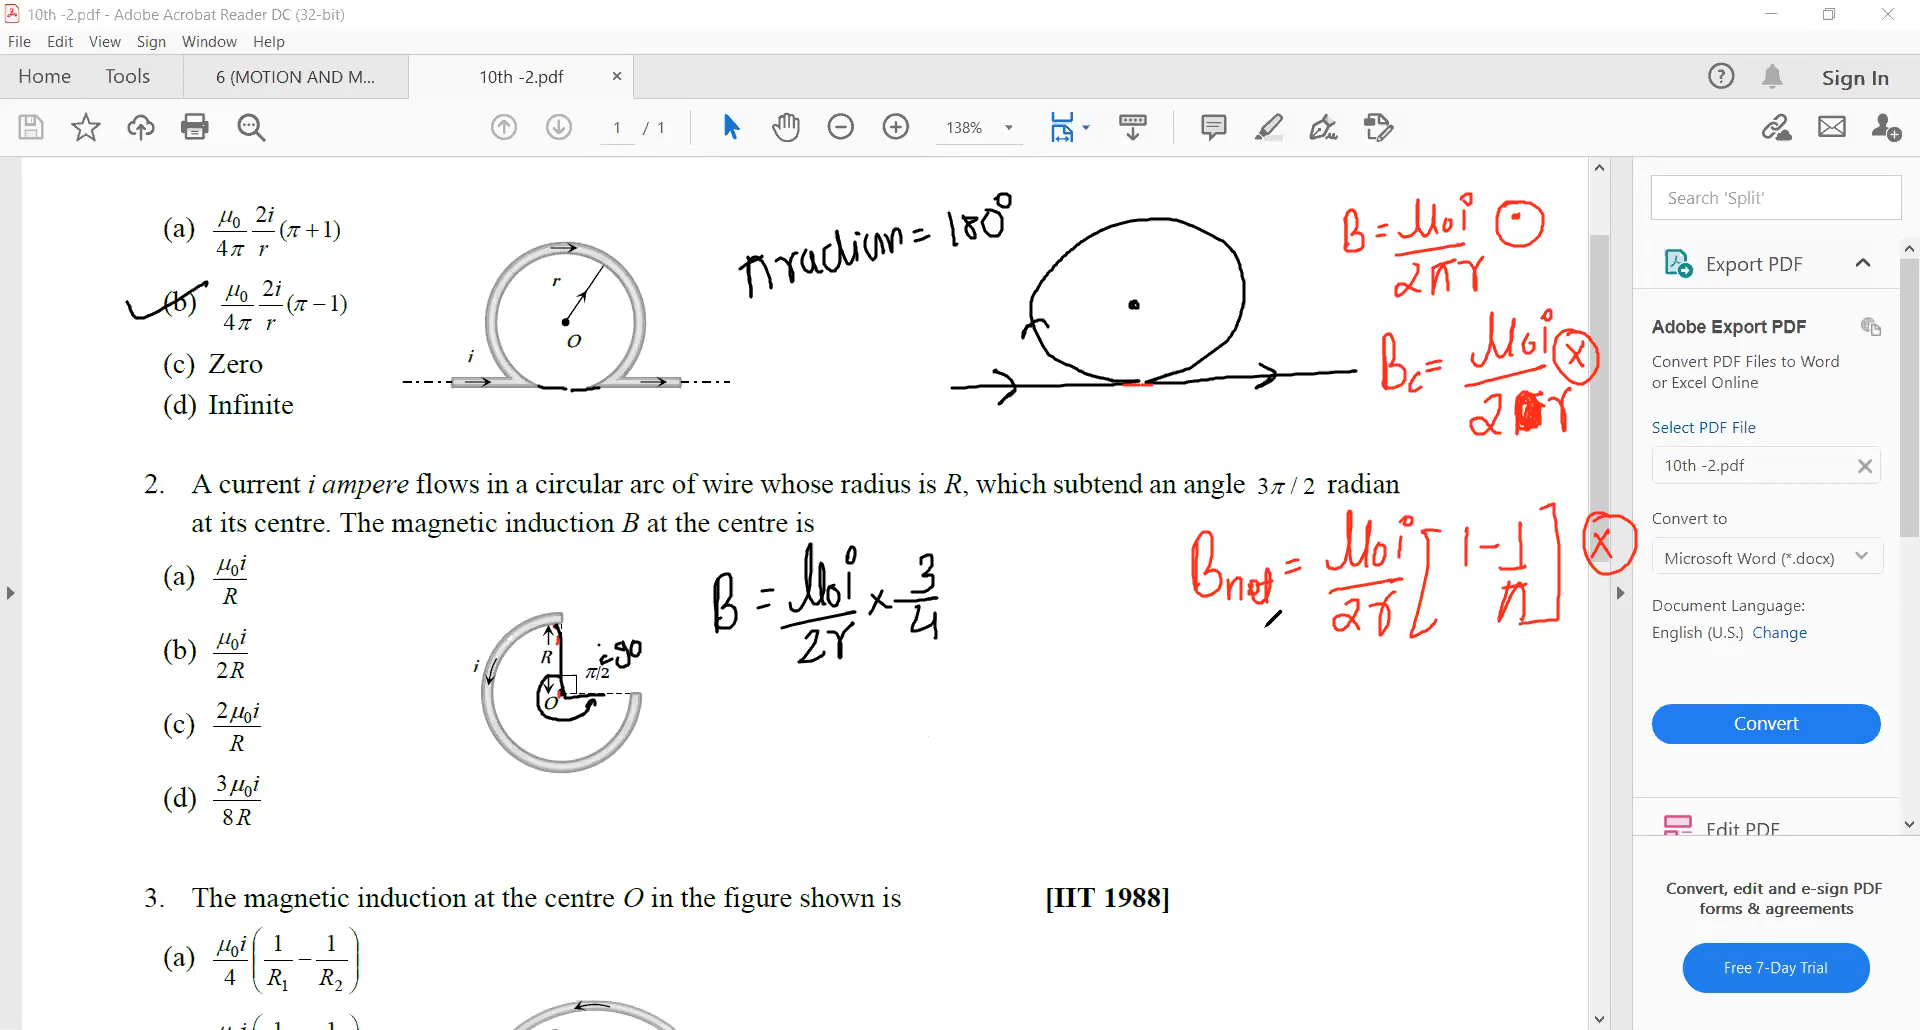 10th -2.pdf - Adobe Acrobat Reader DC (32-bit)
File Edit View Sign Window Help
Home Tools 6 (MOTION AND M... 10th -2.pdf × Sign In
1 / 1 138%
(a) μ₀/4π 2i/r (π + 1)
(b) μ₀/4π 2i/r (π − 1)
(c) Zero
(d) Infinite
r
O
i
π radian = 180°
B = μ₀i/2πr
Bc = μ₀i/2r ×
2. A current i ampere flows in a circular arc of wire whose radius is R, which subtend an angle 3π / 2 radian
at its centre. The magnetic induction B at the centre is
(a) μ₀i/R
(b) μ₀i/2R
(c) 2μ₀i/R
(d) 3μ₀i/8R
i
R
π/2 = 90
O
B = μ₀i/2r × 3/4
Bnet = μ₀i/2r [1 - 1/π] ×
3. The magnetic induction at the centre O in the figure shown is [IIT 1988]
(a) μ₀i/4 (1/R₁ − 1/R₂)
Search 'Split'
Export PDF
Adobe Export PDF
Convert PDF Files to Word
or Excel Online
Select PDF File
10th -2.pdf ×
Convert to
Microsoft Word (*.docx)
Document Language:
English (U.S.) Change
Convert
Edit PDF
Convert, edit and e-sign PDF
forms & agreements
Free 7-Day Trial